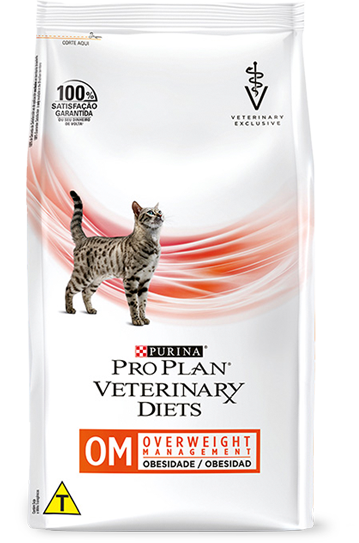 CORTE AQUI
100%
SATISFAÇÃO
GARANTIDA
OU SEU DINHEIRO
DE VOLTA!
VETERINARY
EXCLUSIVE
PURINA®
PRO PLAN®
VETERINARY
DIETS
OM
OVERWEIGHT
MANAGEMENT
OBESIDADE / OBESIDAD
T